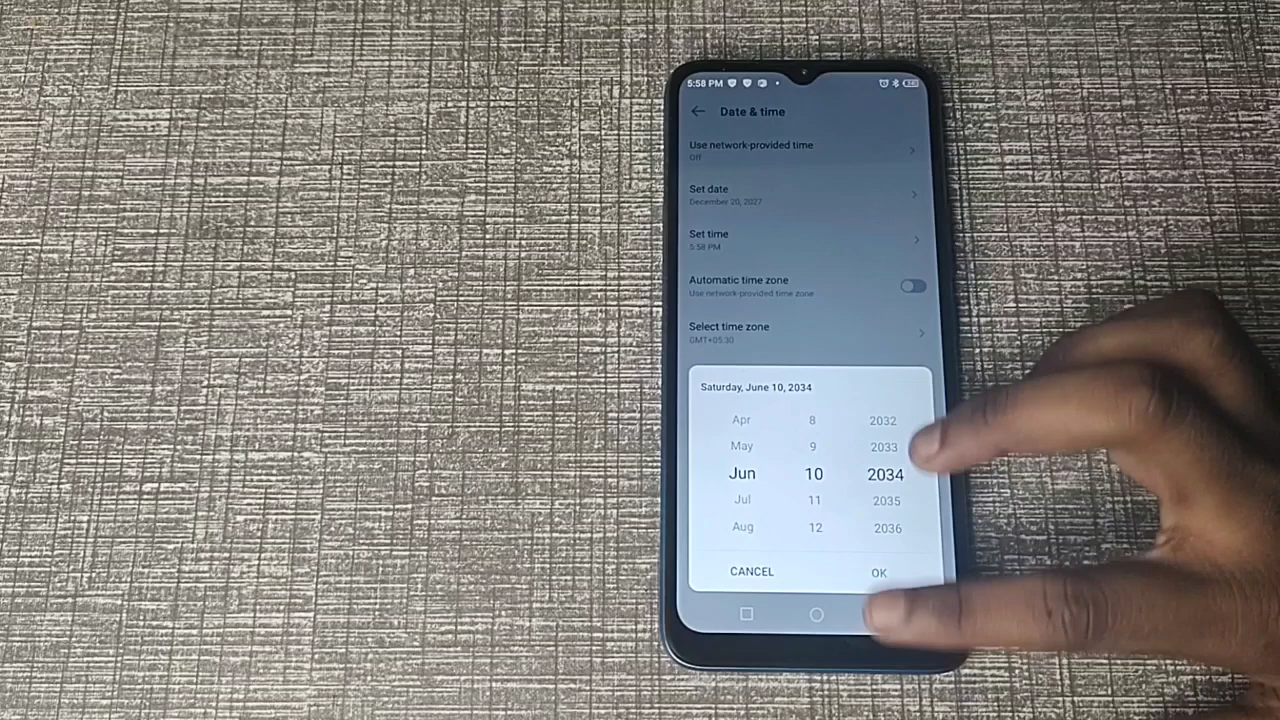 5:58 PM
Date & time
Use network-provided time
Off
Set date
December 20, 2027
Set time
5:58 PM
Automatic time zone
Use network-provided time zone
Select time zone
GMT+05:30
Saturday, June 10, 2034
Apr 8 2032
May 9 2033
Jun 10 2034
Jul 11 2035
Aug 12 2036
CANCEL OK